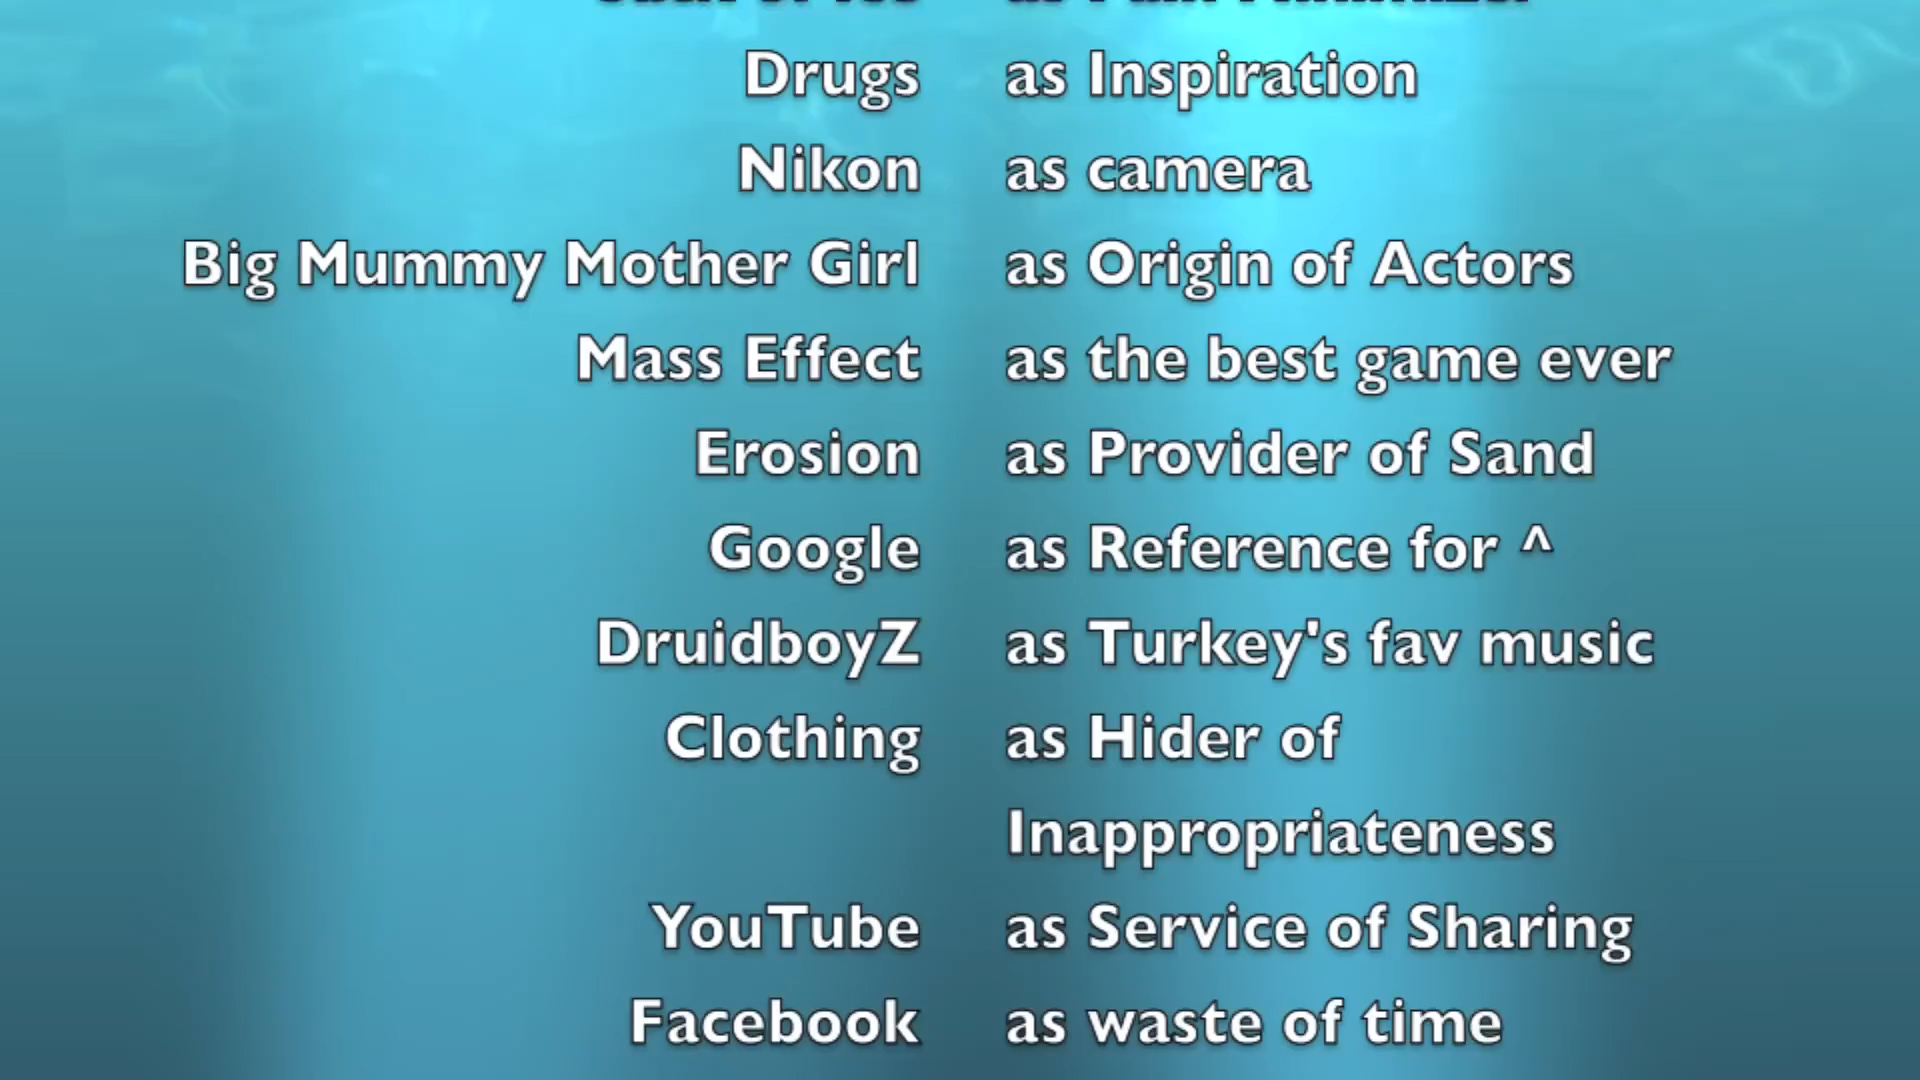 Drugs as Inspiration
Nikon as camera
Big Mummy Mother Girl as Origin of Actors
Mass Effect as the best game ever
Erosion as Provider of Sand
Google as Reference for ^
DruidboyZ as Turkey's fav music
Clothing as Hider of
Inappropriateness
YouTube as Service of Sharing
Facebook as waste of time